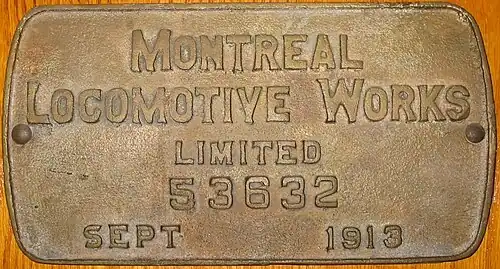 MONTREAL
LOCOMOTIVE WORKS
LIMITED
53632
SEPT 1913